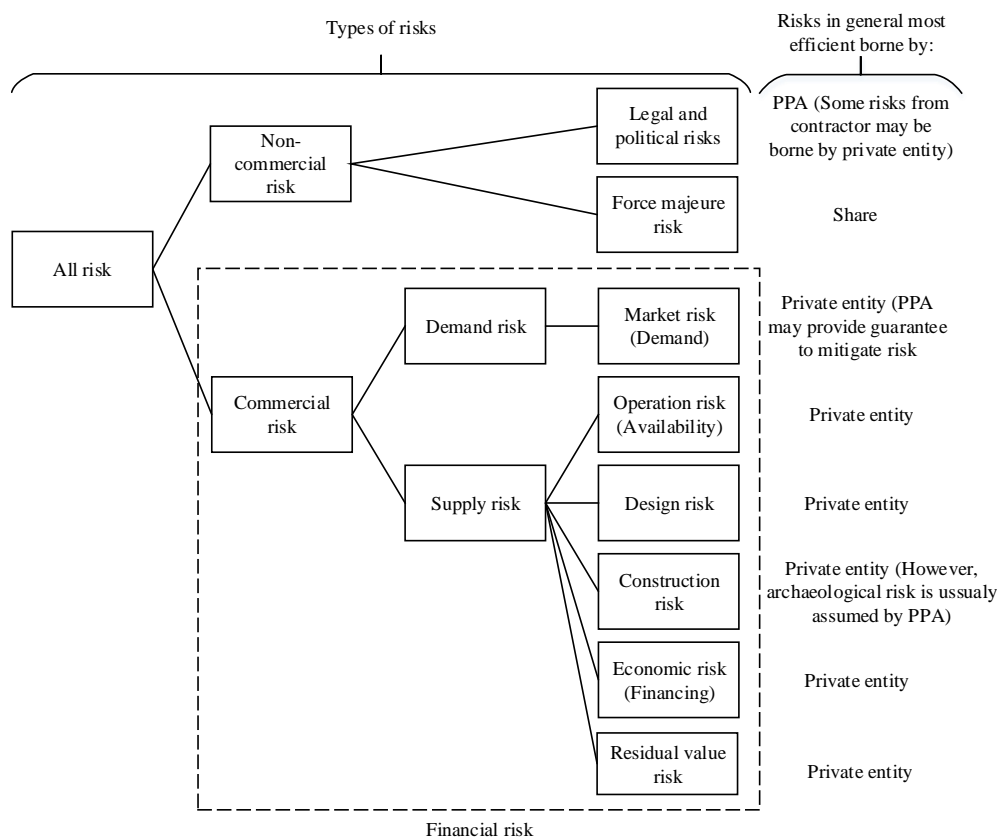 Types of risks
Risks in general most
efficient borne by:
Legal and
political risks
PPA (Some risks from
contractor may be
borne by private entity)
Non-
commercial
risk
Force majeure
risk
Share
All risk
Demand risk
Market risk
(Demand)
Private entity (PPA
may provide guarantee
to mitigate risk
Commercial
risk
Operation risk
(Availability)
Private entity
Supply risk
Design risk
Private entity
Construction
risk
Private entity (However,
archaeological risk is ussualy
assumed by PPA)
Economic risk
(Financing)
Private entity
Residual value
risk
Private entity
Financial risk